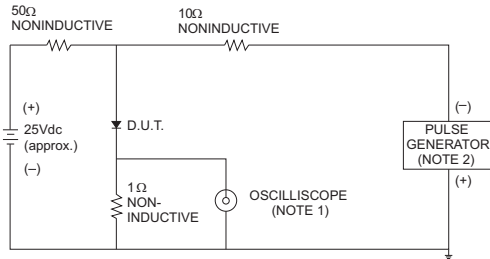 50Ω
NONINDUCTIVE
10Ω
NONINDUCTIVE
(+)
25Vdc
(approx.)
(–)
D.U.T.
1Ω
NON-
INDUCTIVE
OSCILLISCOPE
(NOTE 1)
(–)
PULSE
GENERATOR
(NOTE 2)
(+)